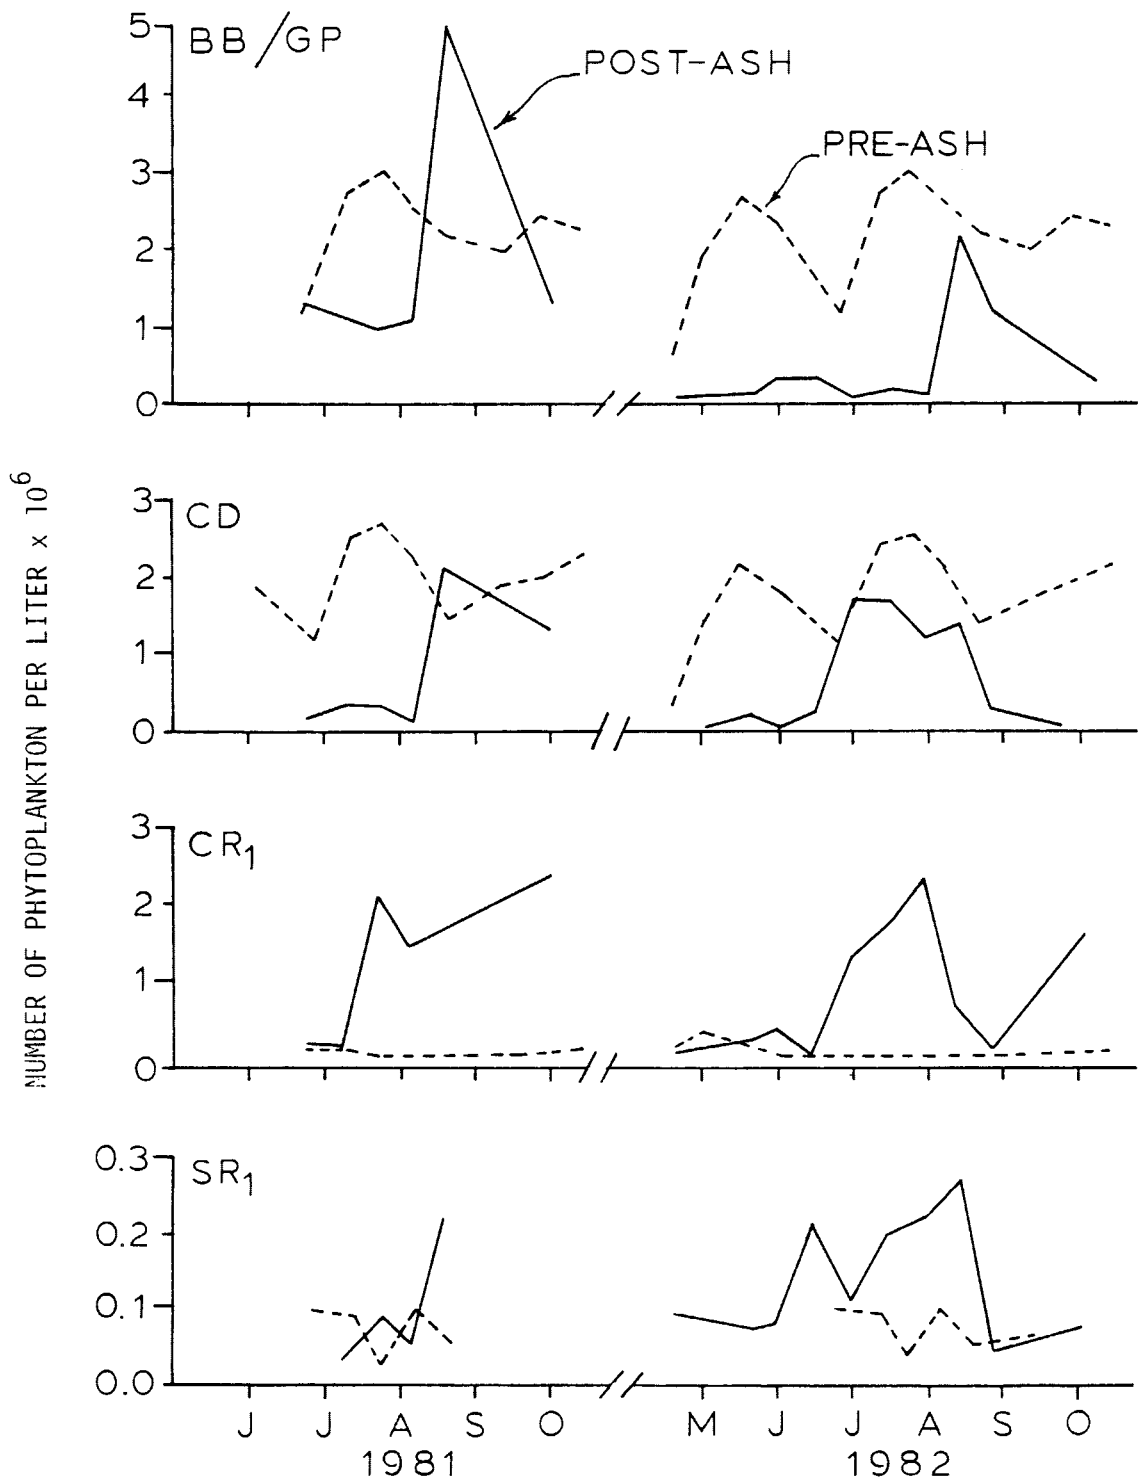 BB/GP
5
4
3
2
1
0
POST-ASH
PRE-ASH
CD
3
2
1
0
CR1
3
2
1
0
SR1
0.3
0.2
0.1
0.0
NUMBER OF PHYTOPLANKTON PER LITER x 10⁶
J J A S O M J J A S O
1981 1982